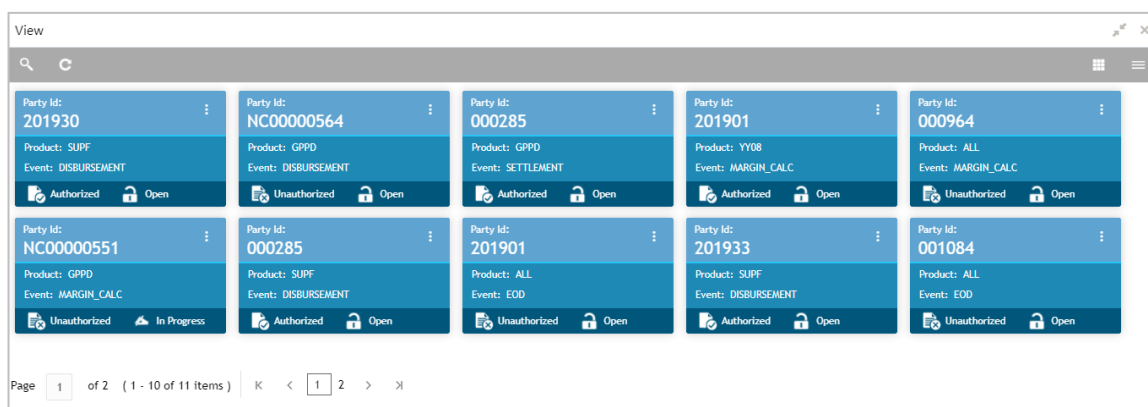 View
Party Id:
201930
Product: SUPF
Event: DISBURSEMENT
Authorized Open
Party Id:
NC00000564
Product: GPPD
Event: DISBURSEMENT
Unauthorized Open
Party Id:
000285
Product: GPPD
Event: SETTLEMENT
Authorized Open
Party Id:
201901
Product: YY08
Event: MARGIN_CALC
Authorized Open
Party Id:
000964
Product: ALL
Event: MARGIN_CALC
Unauthorized Open
Party Id:
NC00000551
Product: GPPD
Event: MARGIN_CALC
Unauthorized In Progress
Party Id:
000285
Product: SUPF
Event: DISBURSEMENT
Authorized Open
Party Id:
201901
Product: ALL
Event: EOD
Unauthorized Open
Party Id:
201933
Product: SUPF
Event: DISBURSEMENT
Authorized Open
Party Id:
001084
Product: ALL
Event: EOD
Unauthorized Open
Page 1 of 2 ( 1 - 10 of 11 items ) 1 2